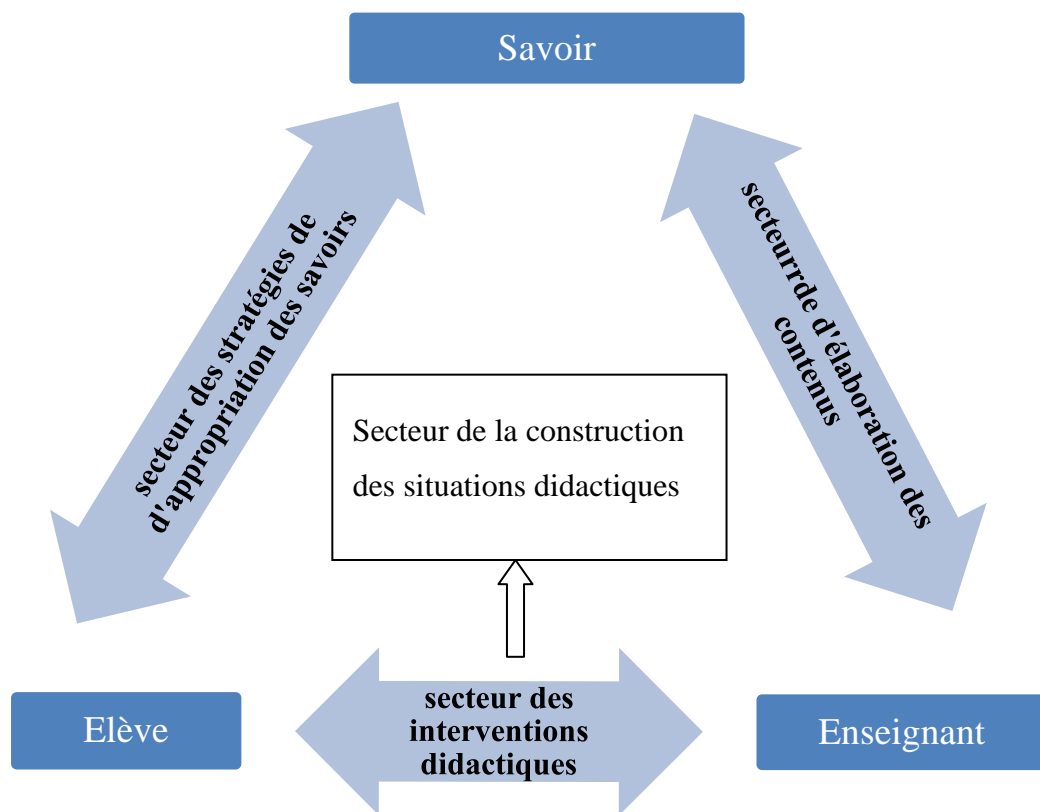 Savoir
secteur des stratégies de
d'appropriation des savoirs
secteurrde d'élaboration des
contenus
Secteur de la construction
des situations didactiques
Elève
secteur des
interventions
didactiques
Enseignant